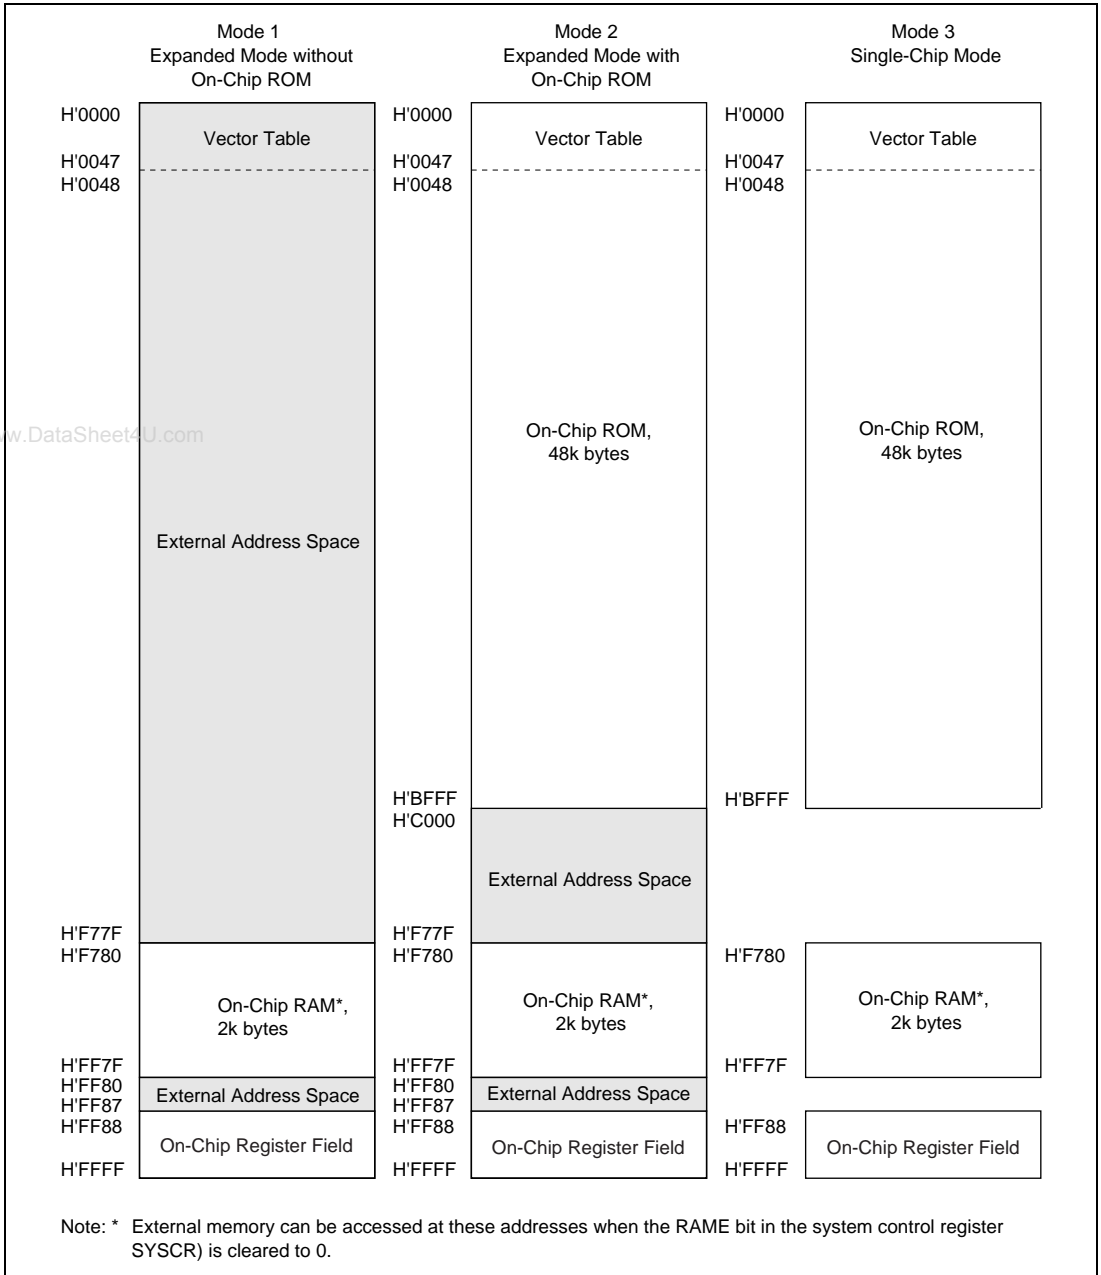 Mode 1
Expanded Mode without
On-Chip ROM
H'0000
Vector Table
H'0047
H'0048
External Address Space
H'F77F
H'F780
On-Chip RAM*,
2k bytes
H'FF7F
H'FF80
External Address Space
H'FF87
H'FF88
On-Chip Register Field
H'FFFF
Mode 2
Expanded Mode with
On-Chip ROM
H'0000
Vector Table
H'0047
H'0048
On-Chip ROM,
48k bytes
H'BFFF
H'C000
External Address Space
H'F77F
H'F780
On-Chip RAM*,
2k bytes
H'FF7F
H'FF80
External Address Space
H'FF87
H'FF88
On-Chip Register Field
H'FFFF
Mode 3
Single-Chip Mode
H'0000
Vector Table
H'0047
H'0048
On-Chip ROM,
48k bytes
H'BFFF
H'F780
On-Chip RAM*,
2k bytes
H'FF7F
H'FF88
On-Chip Register Field
H'FFFF
Note: * External memory can be accessed at these addresses when the RAME bit in the system control register
SYSCR) is cleared to 0.
w.DataSheet4U.com